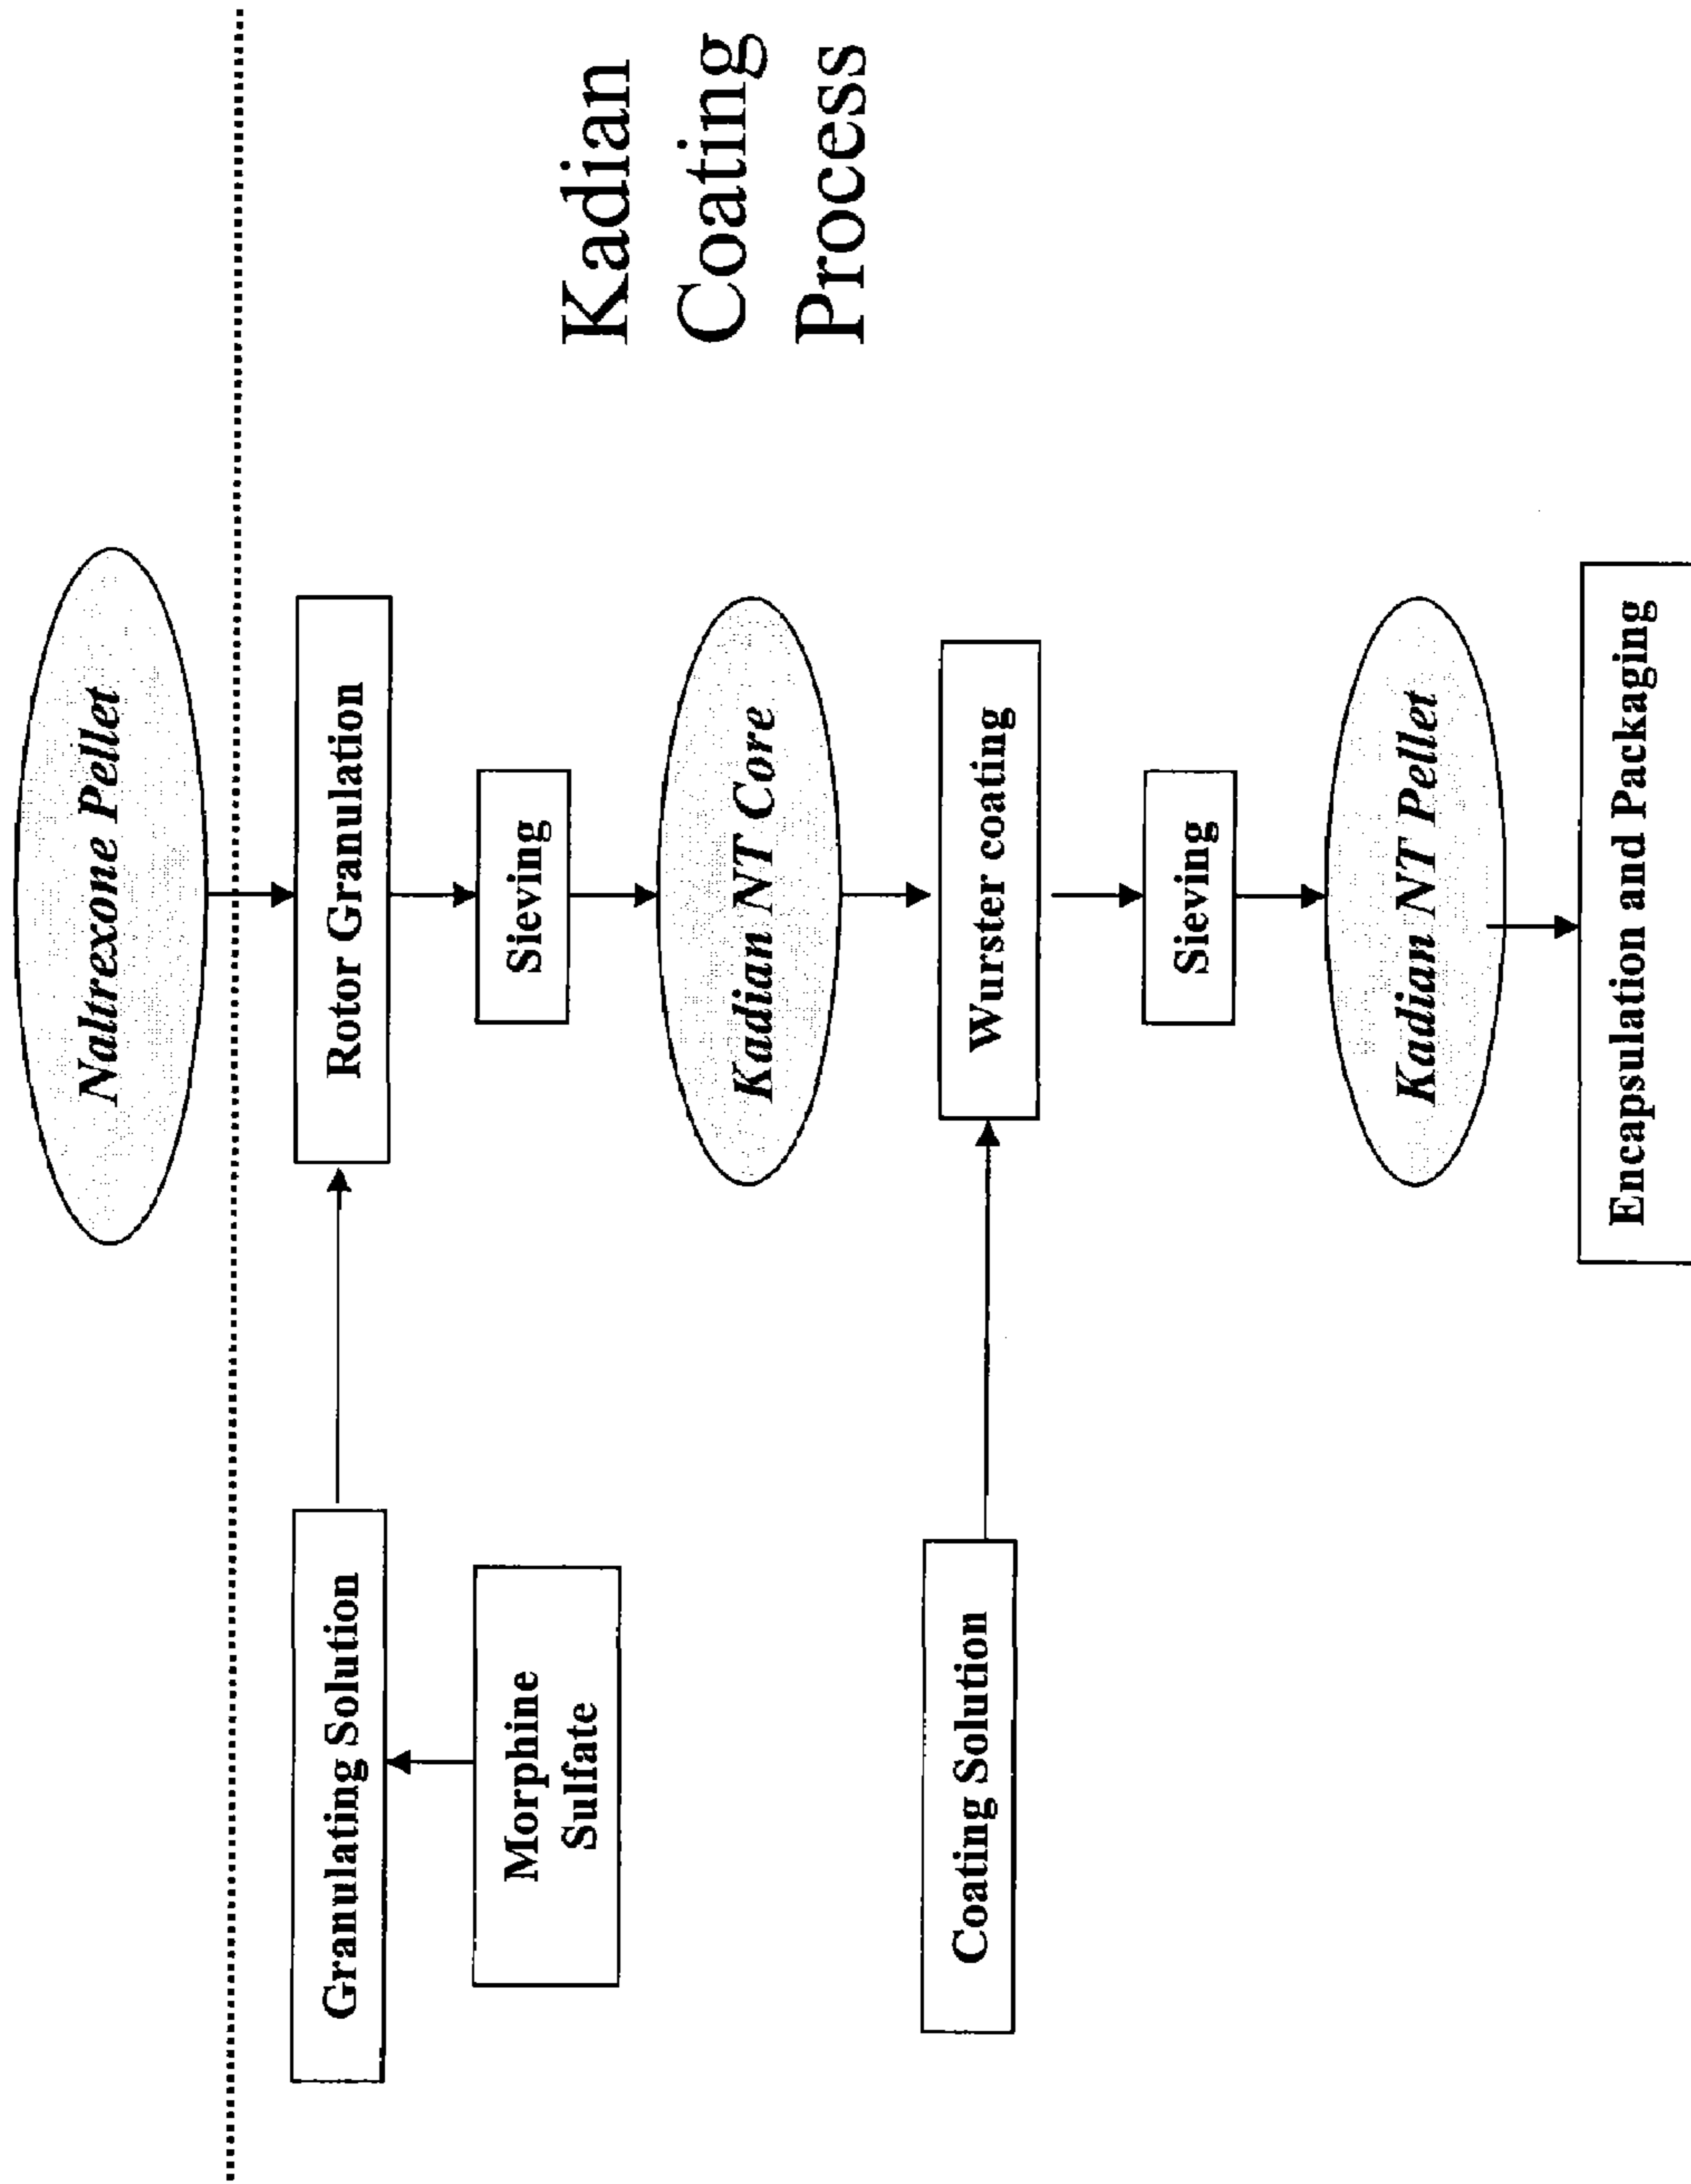 Naltrexone Pellet
Granulating Solution
Rotor Granulation
Morphine
Sulfate
Sieving
Kadian
Coating
Process
Kadian NT Core
Coating Solution
Wurster coating
Sieving
Kadian NT Pellet
Encapsulation and Packaging